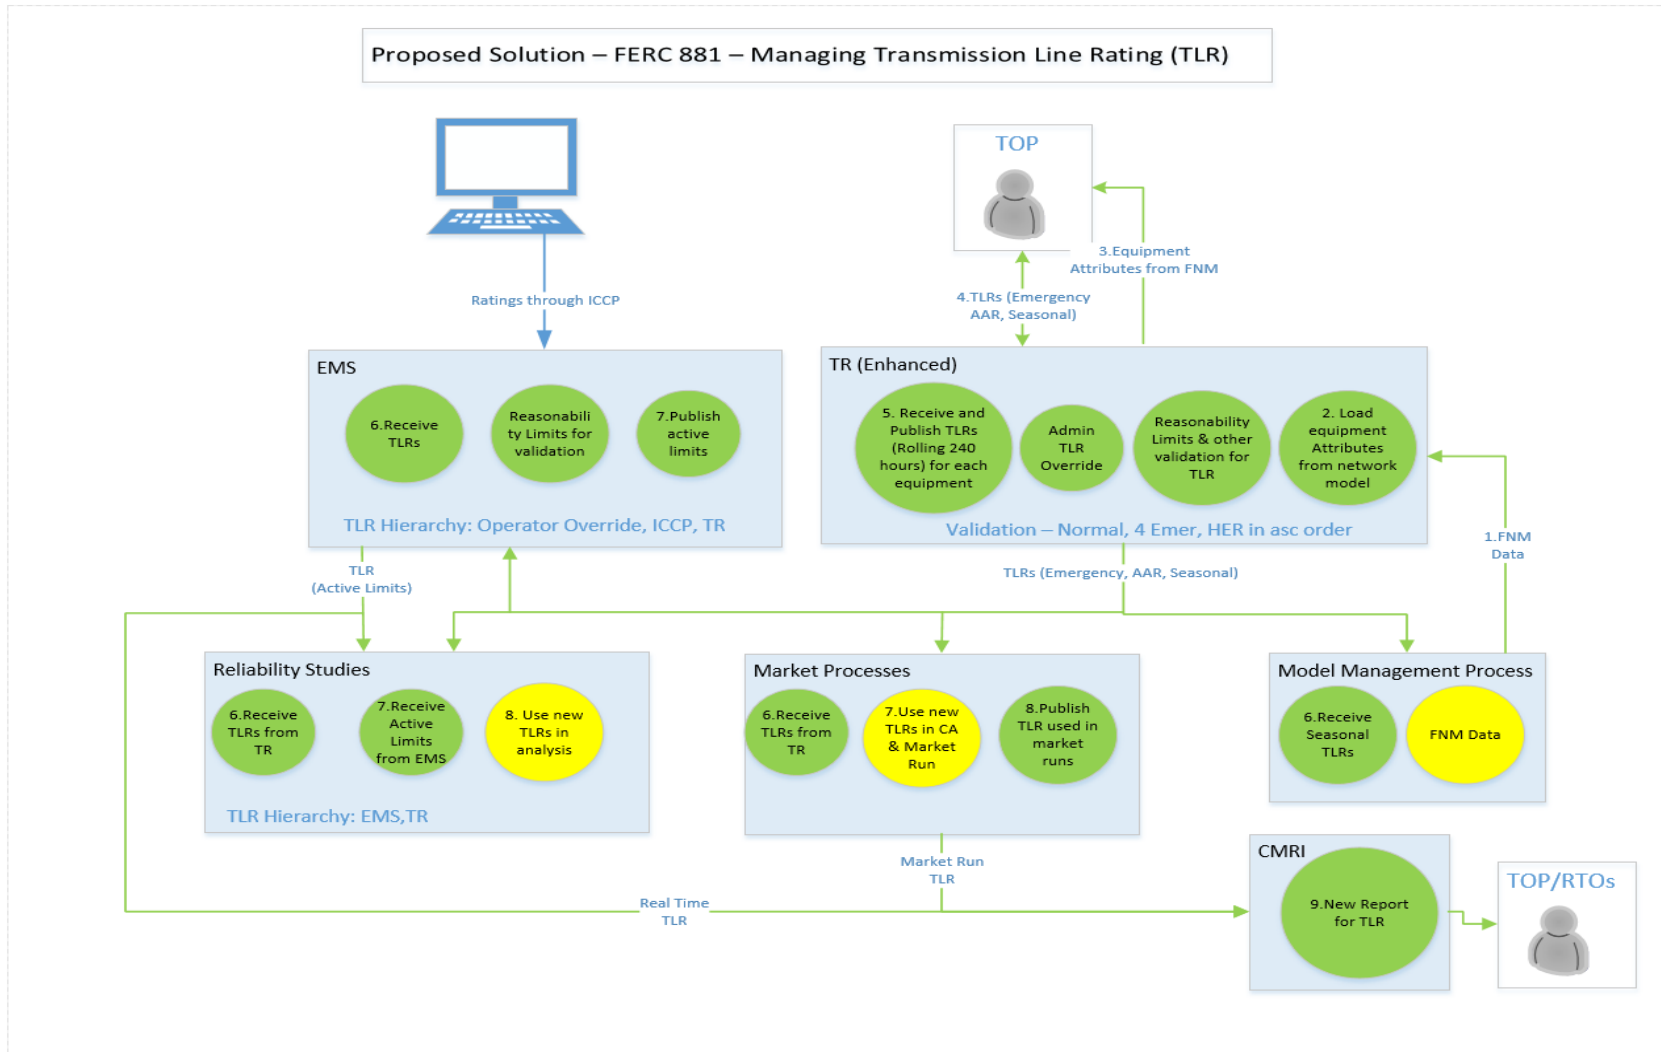 Proposed Solution – FERC 881 – Managing Transmission Line Rating (TLR)
TOP
3.Equipment
Attributes from FNM
Ratings through ICCP
4.TLRs (Emergency
AAR, Seasonal)
EMS
6.Receive
TLRs
Reasonabili
ty Limits for
validation
7.Publish
active
limits
TLR Hierarchy: Operator Override, ICCP, TR
TR (Enhanced)
5. Receive and
Publish TLRs
(Rolling 240
hours) for each
equipment
Admin
TLR
Override
Reasonability
Limits & other
validation for
TLR
2. Load
equipment
Attributes
from network
model
Validation – Normal, 4 Emer, HER in asc order
1.FNM
Data
TLR
(Active Limits)
TLRs (Emergency, AAR, Seasonal)
Reliability Studies
6.Receive
TLRs from
TR
7.Receive
Active
Limits
from EMS
8. Use new
TLRs in
analysis
TLR Hierarchy: EMS,TR
Market Processes
6.Receive
TLRs from
TR
7.Use new
TLRs in CA
& Market
Run
8.Publish
TLR used in
market
runs
Model Management Process
6.Receive
Seasonal
TLRs
FNM Data
Market Run
TLR
Real Time
TLR
CMRI
9.New Report
for TLR
TOP/RTOs